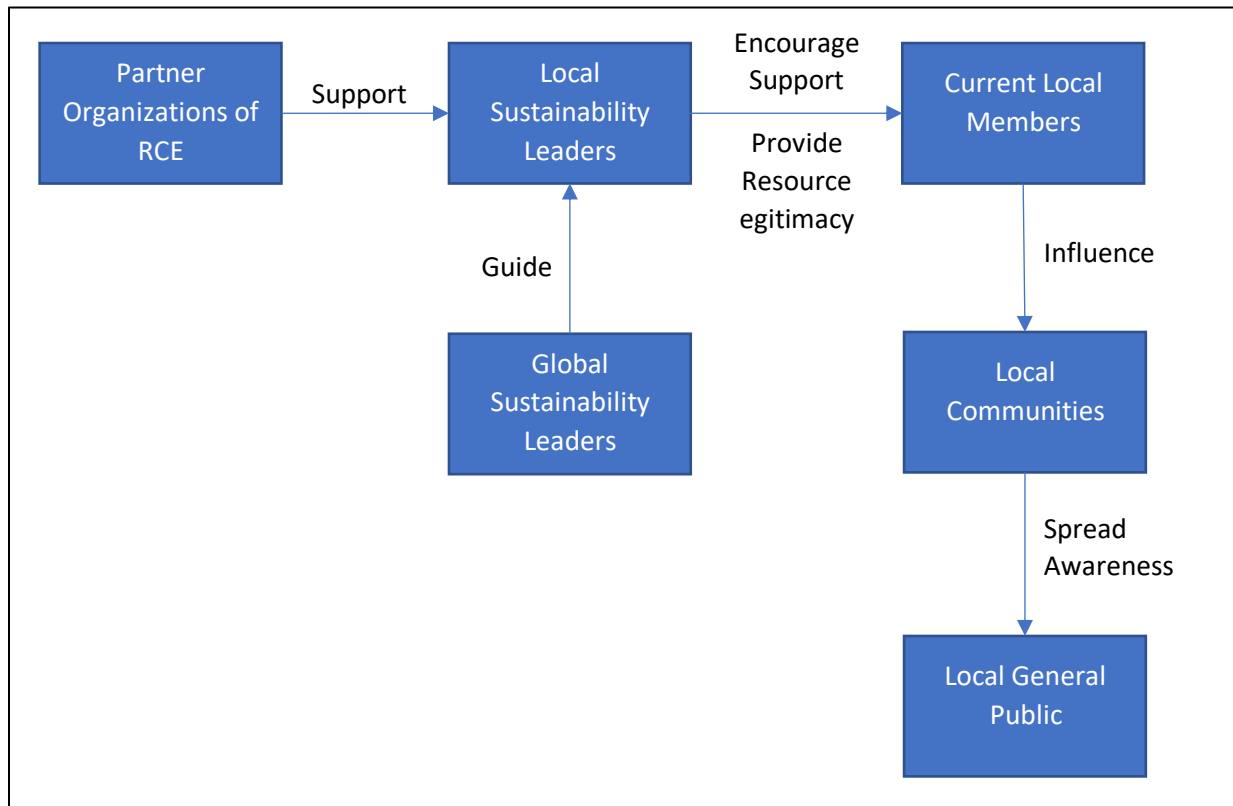 Partner
Organizations of
RCE
Support
Local
Sustainability
Leaders
Encourage
Support
Provide
Resource
egitimacy
Current Local
Members
Guide
Influence
Global
Sustainability
Leaders
Local
Communities
Spread
Awareness
Local General
Public